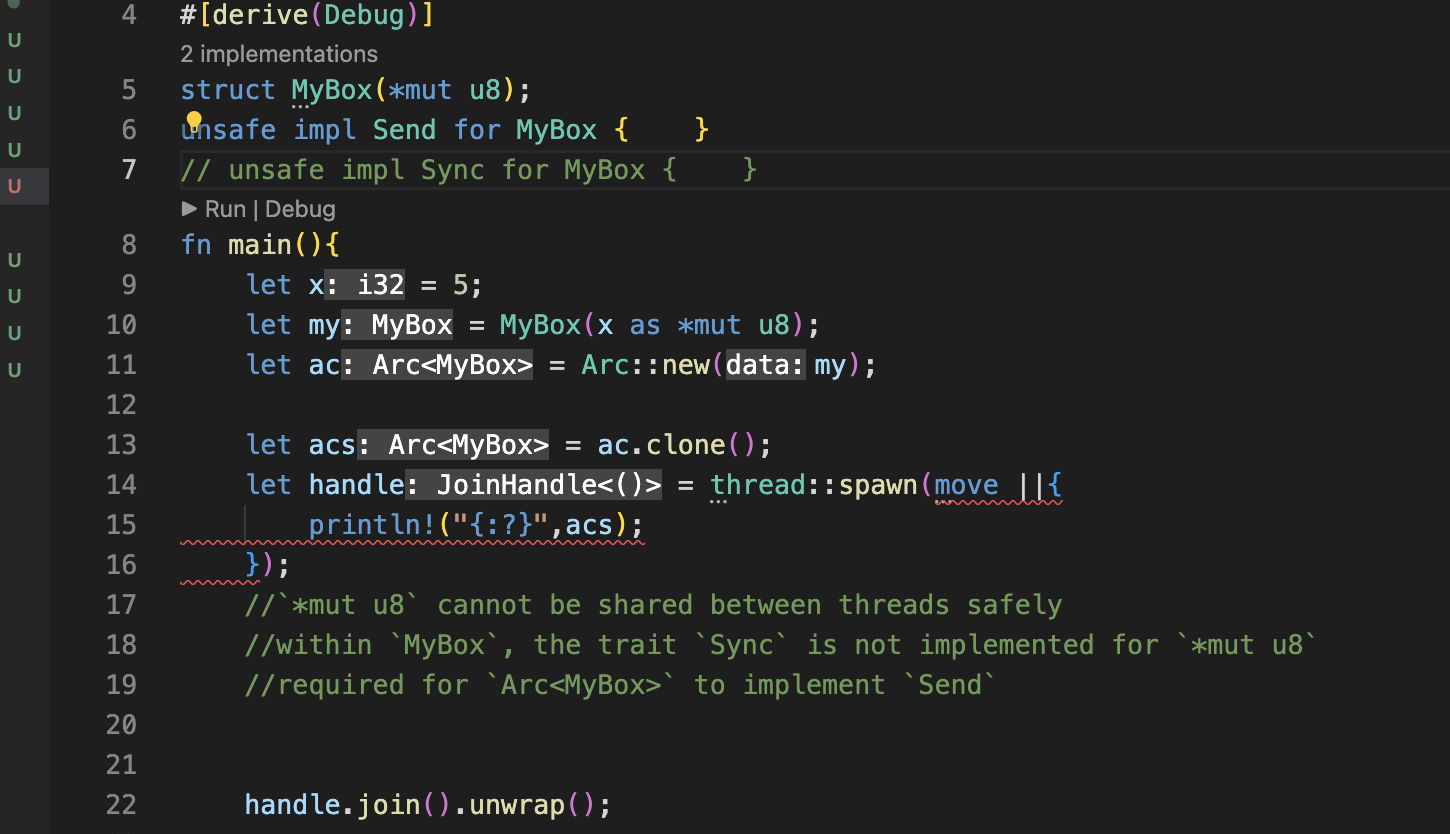 4 #[derive(Debug)]
2 implementations
U
5 struct MyBox(*mut u8);
U
6 unsafe impl Send for MyBox {    }
U
7 // unsafe impl Sync for MyBox {    }
U
U
▶ Run | Debug
8 fn main(){
U
9     let x: i32 = 5;
U
10     let my: MyBox = MyBox(x as *mut u8);
U
11     let ac: Arc<MyBox> = Arc::new(data: my);
U
12
13     let acs: Arc<MyBox> = ac.clone();
14     let handle: JoinHandle<()> = thread::spawn(move ||{
15         println!("{:?}",acs);
16     });
17     //`*mut u8` cannot be shared between threads safely
18     //within `MyBox`, the trait `Sync` is not implemented for `*mut u8`
19     //required for `Arc<MyBox>` to implement `Send`
20
21
22     handle.join().unwrap();